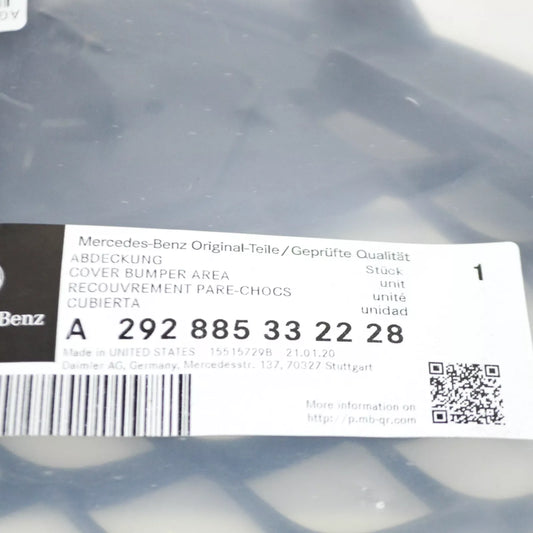 Mercedes-Benz Original-Teile/Geprüfte Qualität
ABDECKUNG
COVER BUMPER AREA
RECOUVREMENT PARE-CHOCS
CUBIERTA
Stück
unit
unité
unidad
1
Benz
A 292 885 33 22 28
Made in UNITED STATES 15515729B 21.01.20
Daimler AG, Germany, Mercedesstr. 137, 70327 Stuttgart
More information on
http://p.mb-qr.com